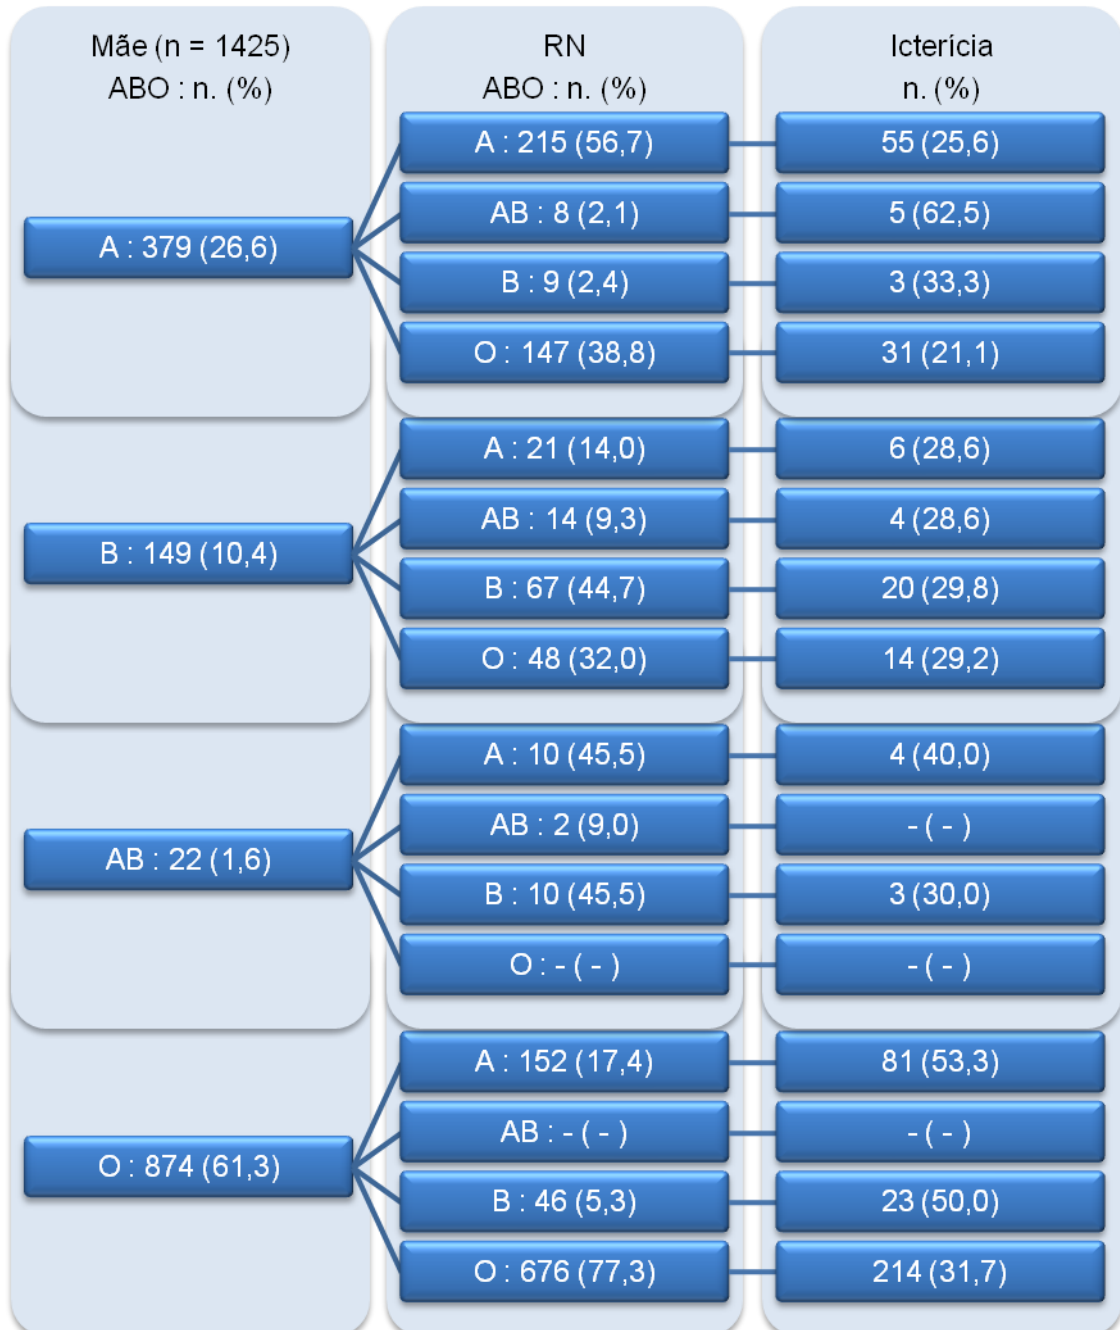 Mãe (n = 1425)
ABO : n. (%)
RN
ABO : n. (%)
Icterícia
n. (%)
A : 379 (26,6)
A : 215 (56,7)
55 (25,6)
AB : 8 (2,1)
5 (62,5)
B : 9 (2,4)
3 (33,3)
O : 147 (38,8)
31 (21,1)
B : 149 (10,4)
A : 21 (14,0)
6 (28,6)
AB : 14 (9,3)
4 (28,6)
B : 67 (44,7)
20 (29,8)
O : 48 (32,0)
14 (29,2)
AB : 22 (1,6)
A : 10 (45,5)
4 (40,0)
AB : 2 (9,0)
- ( - )
B : 10 (45,5)
3 (30,0)
O : - ( - )
- ( - )
O : 874 (61,3)
A : 152 (17,4)
81 (53,3)
AB : - ( - )
- ( - )
B : 46 (5,3)
23 (50,0)
O : 676 (77,3)
214 (31,7)